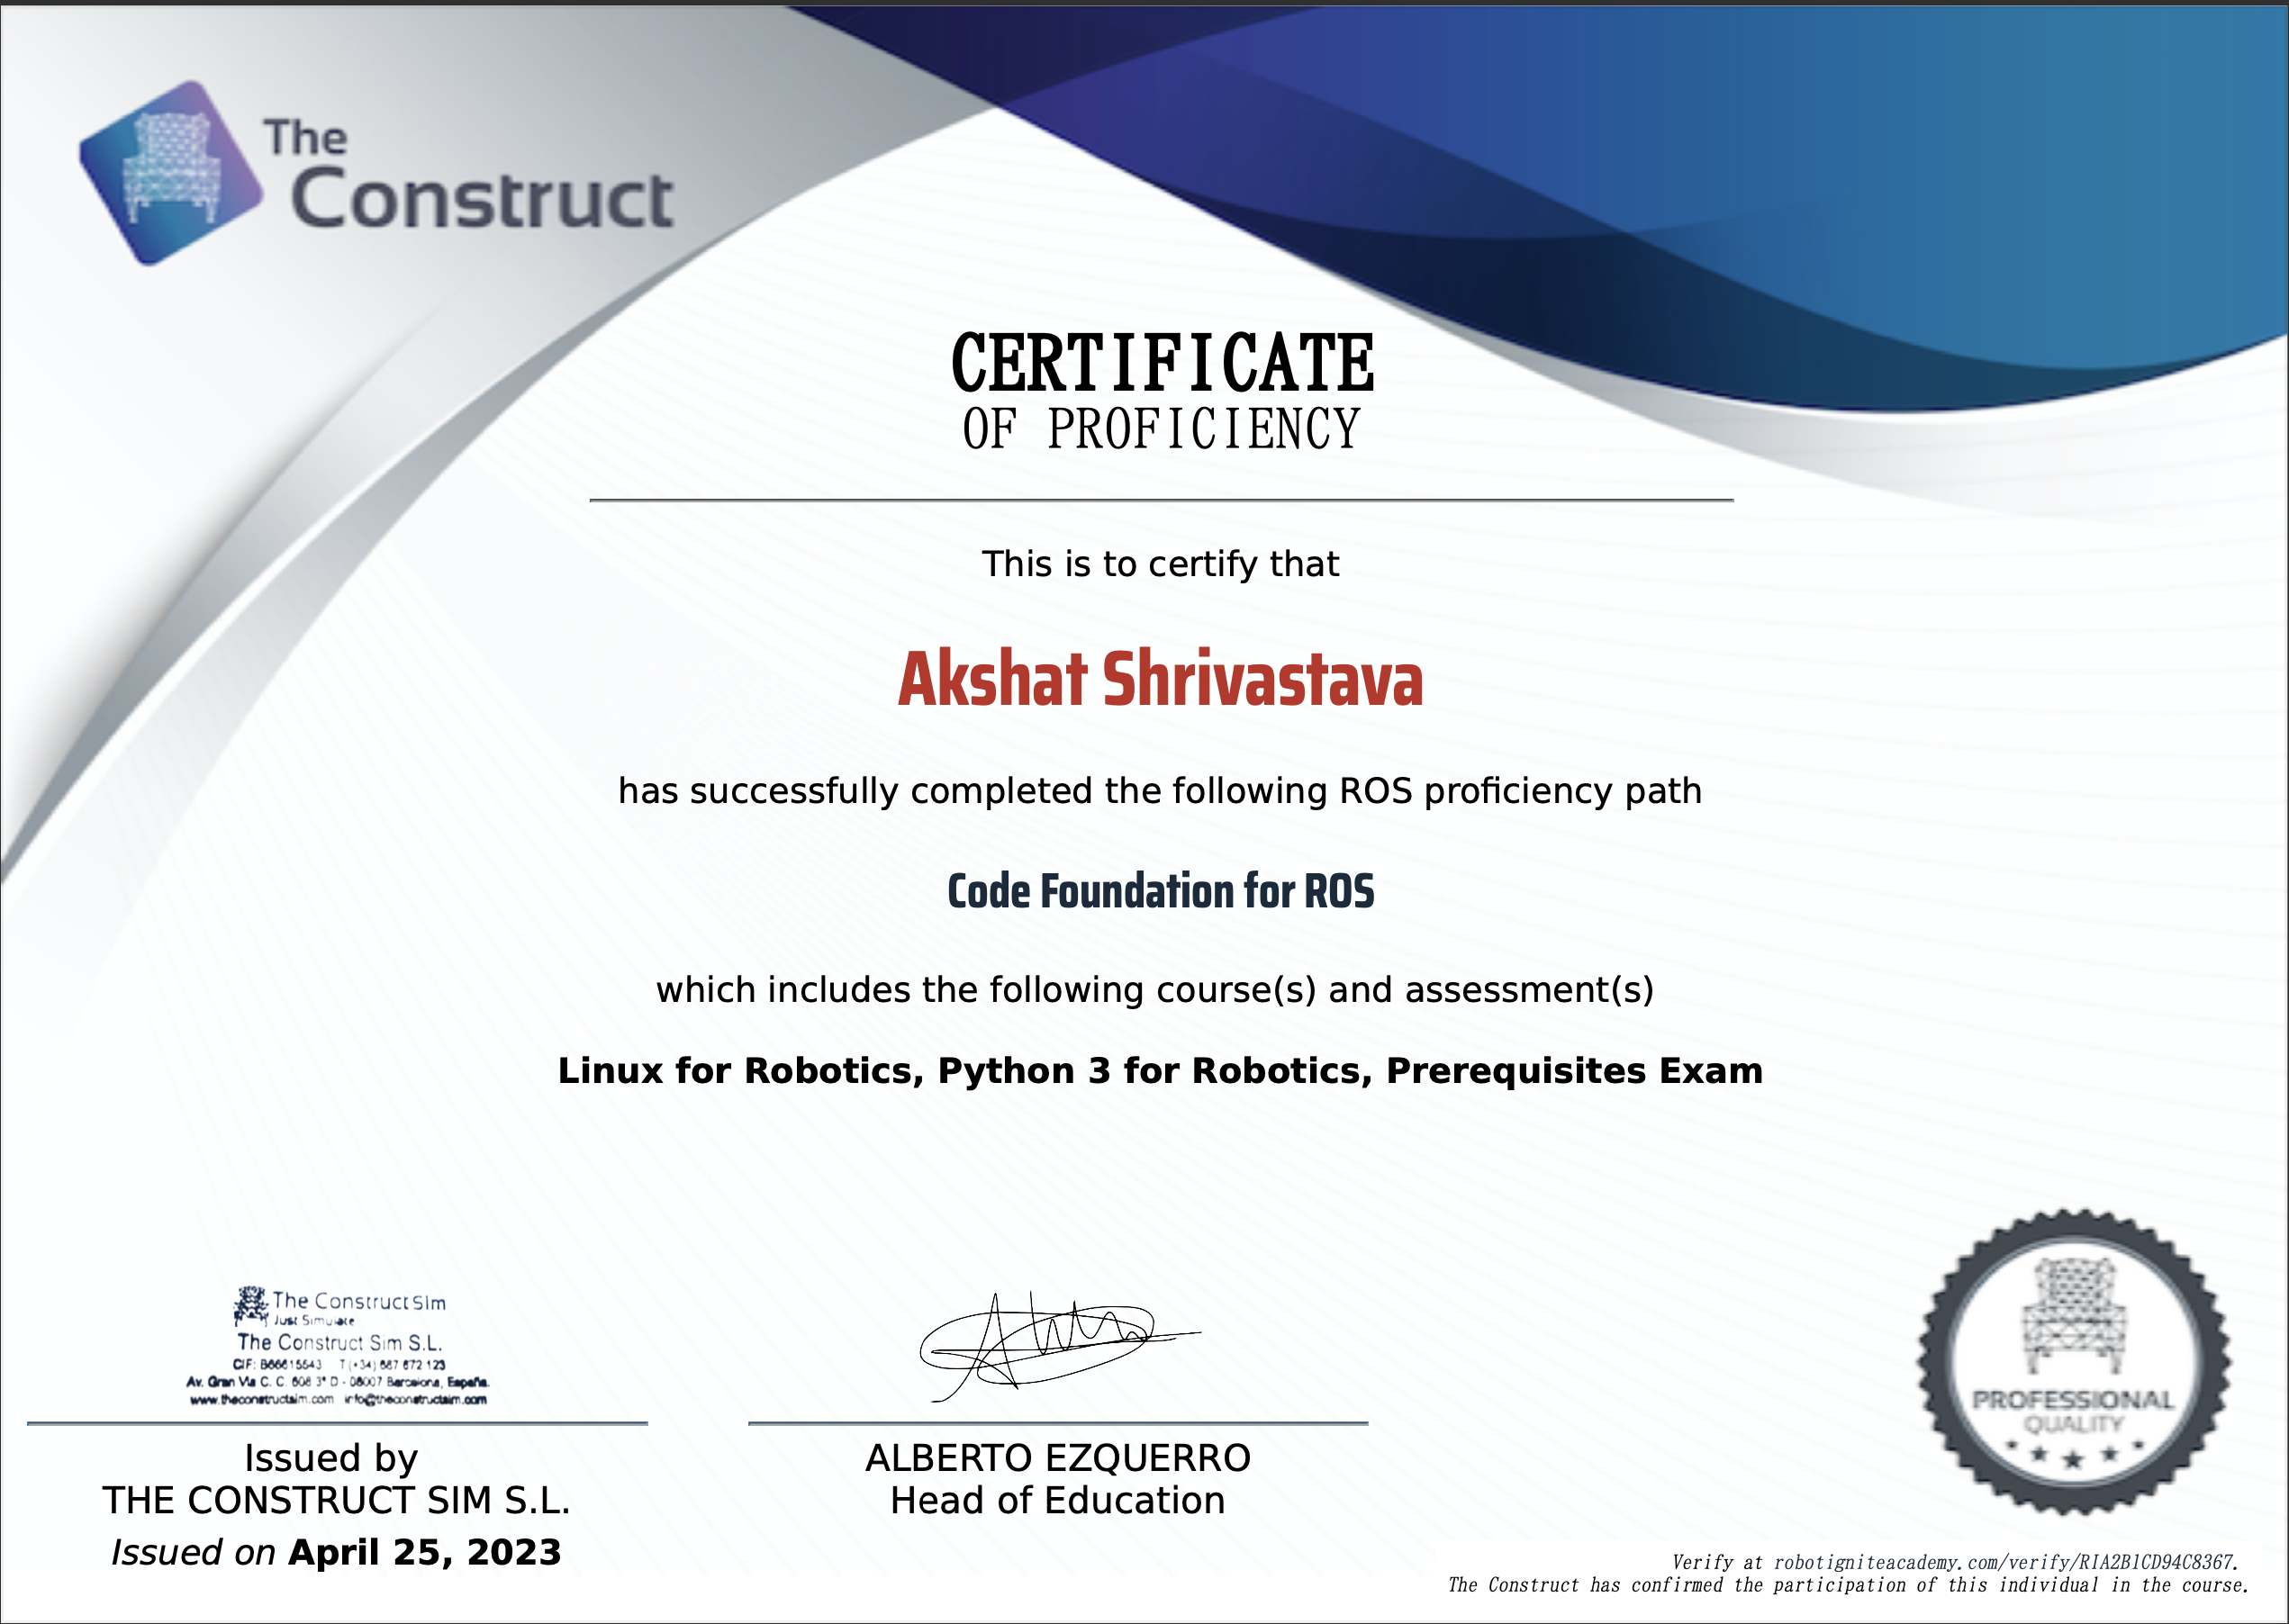 The
Construct
CERTIFICATE
OF PROFICIENCY
This is to certify that
Akshat Shrivastava
has successfully completed the following ROS proficiency path
Code Foundation for ROS
which includes the following course(s) and assessment(s)
Linux for Robotics, Python 3 for Robotics, Prerequisites Exam
The Construct Sim
Just Simulate
The Construct Sim S.L.
CIF: B66615543 T(+34) 687 672 123
Av. Gran Via C. C. 608 3° D - 08007 Barcelona, España.
www.theconstructsim.com info@theconstructsim.com
Issued by
THE CONSTRUCT SIM S.L.
Issued on April 25, 2023
ALBERTO EZQUERRO
Head of Education
PROFESSIONAL
QUALITY
Verify at robotigniteacademy.com/verify/RIA2B1CD94C8367.
The Construct has confirmed the participation of this individual in the course.